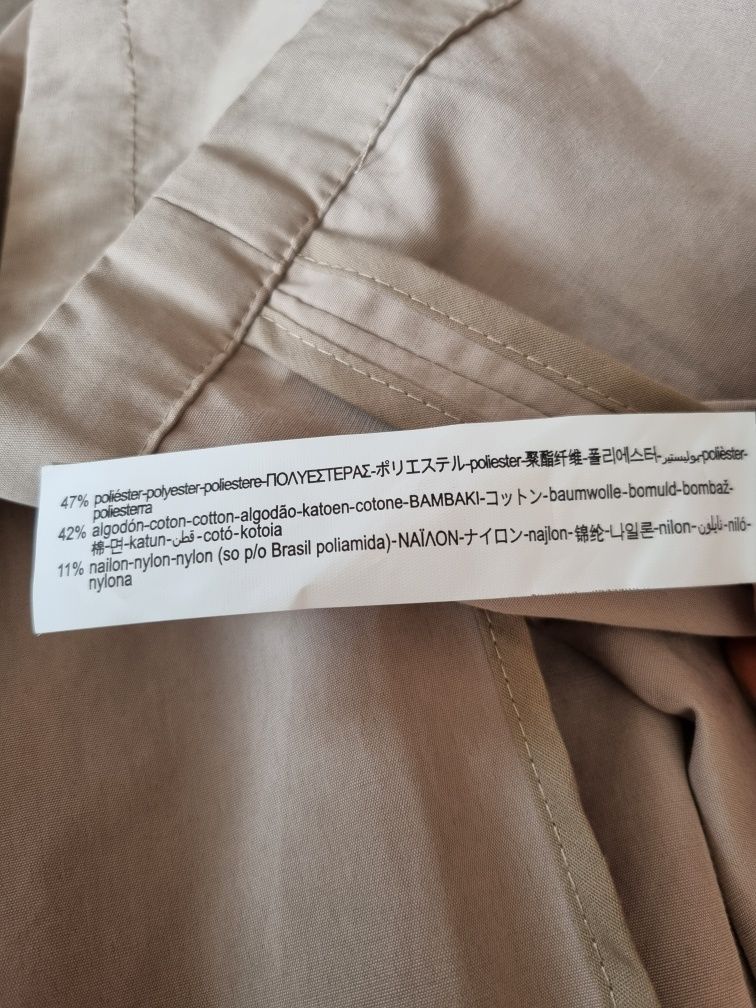 47% poliéster-polyester-poliestere-ΠΟΛΥΕΣΤΕΡΑΣ-ポリエステル-poliester-聚酯纤维-폴리에스터-بوليستير-polièster-
poliesterra
42% algodón-coton-cotton-algodão-katoen-cotone-BAMBAKI-コットン-baumwolle-bomuld-bombaž-
棉-면-katun-قطن-cotó-kotoia
11% nailon-nylon-nylon (so p/o Brasil poliamida)-ΝΑΪΛΟΝ-ナイロン-najlon-锦纶-나일론-nilon-نايلون-niló-
nylona